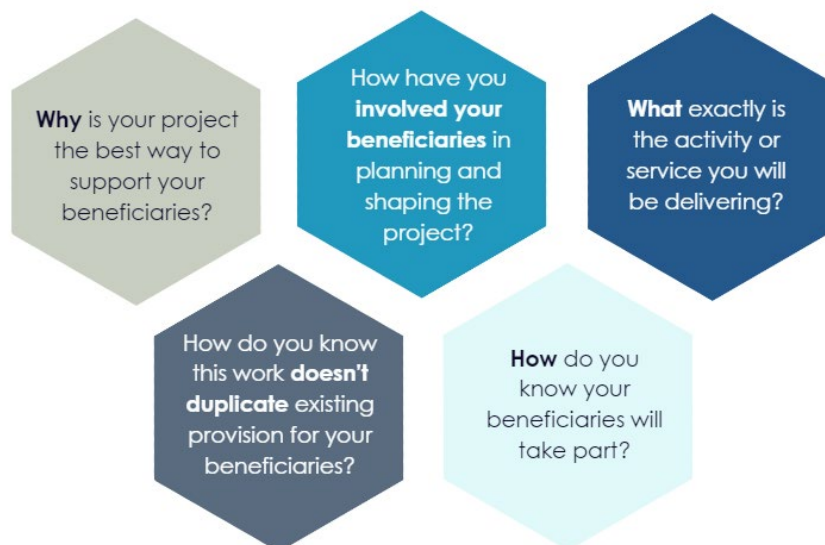 Why is your project
the best way to
support your
beneficiaries?
How have you
involved your
beneficiaries in
planning and
shaping the
project?
What exactly is
the activity or
service you will
be delivering?
How do you know
this work doesn't
duplicate existing
provision for your
beneficiaries?
How do you
know your
beneficiaries will
take part?